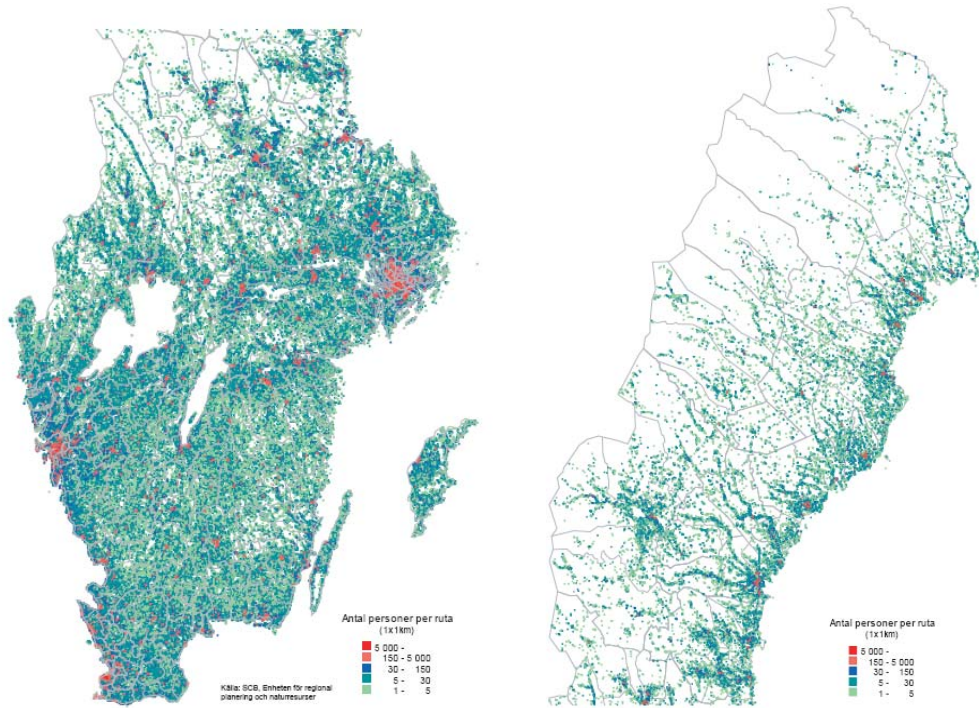 Antal personer per ruta
(1x1km)
5 000 -
150 - 5 000
30 - 150
5 - 30
1 - 5
Källa: SCB, Enheten för regional
planering och naturresurser
Antal personer per ruta
(1x1km)
5 000 -
150 - 5 000
30 - 150
5 - 30
1 - 5